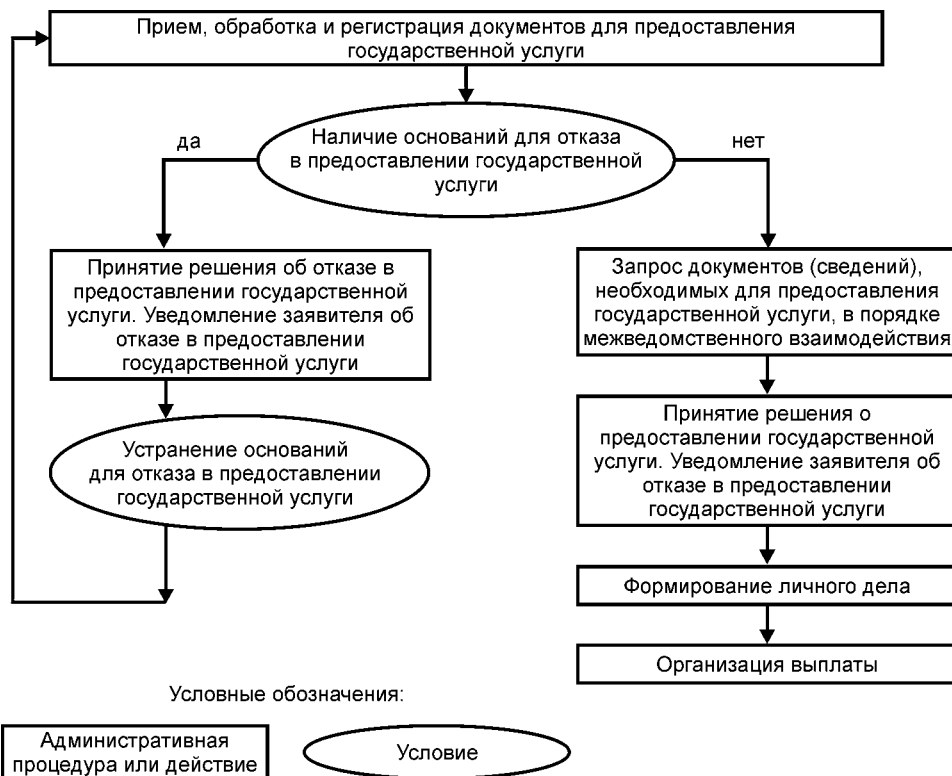 Прием, обработка и регистрация документов для предоставления
государственной услуги
Наличие оснований для отказа
в предоставлении государственной
услуги
да
нет
Принятие решения об отказе в
предоставлении государственной
услуги. Уведомление заявителя об
отказе в предоставлении
государственной услуги
Устранение оснований
для отказа в предоставлении
государственной услуги
Запрос документов (сведений),
необходимых для предоставления
государственной услуги, в порядке
межведомственного взаимодействия
Принятие решения о
предоставлении государственной
услуги. Уведомление заявителя об
отказе в предоставлении
государственной услуги
Формирование личного дела
Организация выплаты
Условные обозначения:
Административная
процедура или действие
Условие